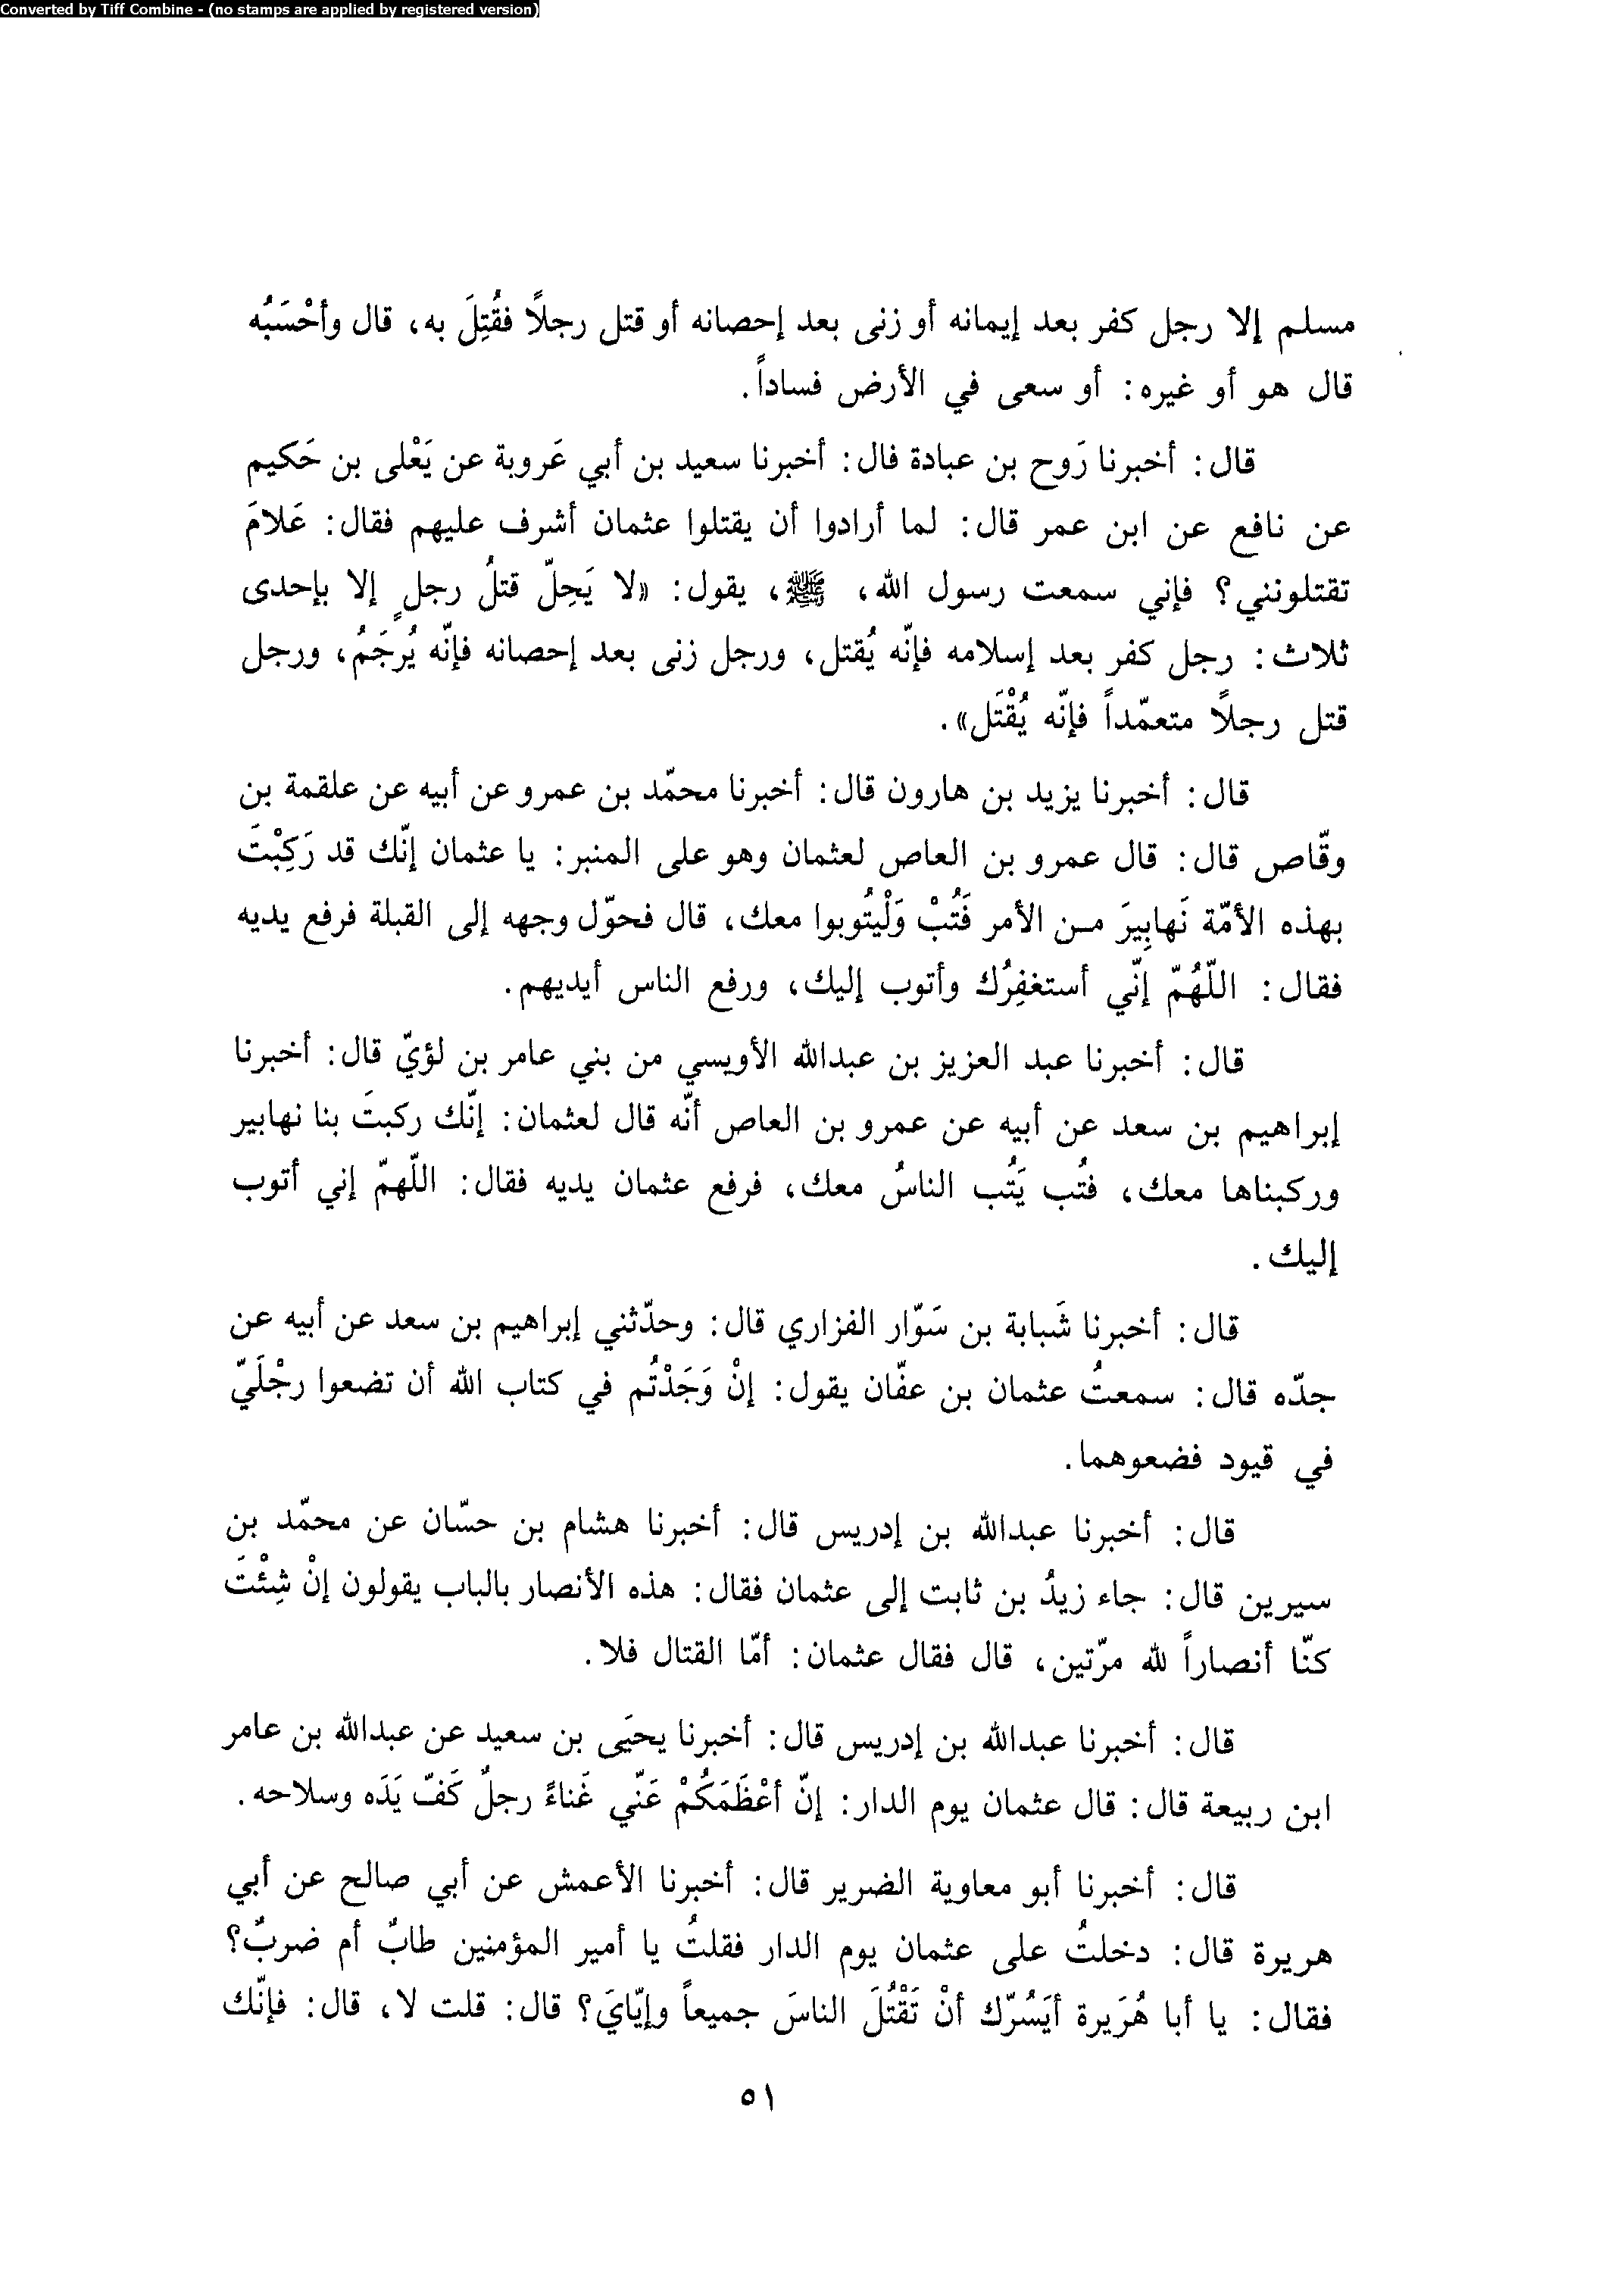 Converted by Tiff Combine - (no stamps are applied by registered version)
مسلم إلا رجل كفر بعد إيمانه أو زنى بعد إحصانه أو قتل رجلاً فقُتِلَ به، قال وأحْسَبُه
قال هو أو غيره: أو سعى في الأرض فساداً.
قال: أخبرنا رَوح بن عبادة قال: أخبرنا سعيد بن أبي عَروبة عن يَعْلى بن حَكيم
عن نافع عن ابن عمر قال: لما أرادوا أن يقتلوا عثمان أشرف عليهم فقال: عَلامَ
تقتلونني؟ فإني سمعت رسول الله، ﷺ، يقول: «لا يَحِلّ قتلُ رجلٍ إلا بإحدى
ثلاث: رجل كفر بعد إسلامه فإنّه يُقتل، ورجل زنى بعد إحصانه فإنّه يُرجَمُ، ورجل
قتل رجلاً متعمّداً فإنّه يُقْتَل».
قال: أخبرنا يزيد بن هارون قال: أخبرنا محمّد بن عمرو عن أبيه عن علقمة بن
وقّاص قال: قال عمرو بن العاص لعثمان وهو على المنبر: يا عثمان إنّك قد رَكِبْتَ
بهذه الأمّة نَهابِيرَ مـن الأمر فَتُبْ وَلْيتُوبوا معك، قال فحوّل وجهه إلى القبلة فرفع يديه
فقال: اللّهُمّ إنّي أستغفِرُك وأتوب إليك، ورفع الناس أيديهم.
قال: أخبرنا عبد العزيز بن عبدالله الأويسي من بني عامر بن لؤيّ قال: أخبرنا
إبراهيم بن سعد عن أبيه عن عمرو بن العاص أنّه قال لعثمان: إنّك ركبتَ بنا نهابير
وركبناها معك، فتُب يَتُب الناسُ معك، فرفع عثمان يديه فقال: اللّهمّ إني أتوب
إليك.
قال: أخبرنا شَبابة بن سَوّار الفزاري قال: وحدّثني إبراهيم بن سعد عن أبيه عن
جدّه قال: سمعتُ عثمان بن عفّان يقول: إنْ وَجَدْتُم في كتاب الله أن تضعوا رجْلَيّ
في قيود فضعوهما.
قال: أخبرنا عبدالله بن إدريس قال: أخبرنا هشام بن حسّان عن محمّد بن
سيرين قال: جاء زيدُ بن ثابت إلى عثمان فقال: هذه الأنصار بالباب يقولون إنْ شِئْتَ
كنّا أنصاراً لله مرّتين، قال فقال عثمان: أمّا القتال فلا.
قال: أخبرنا عبدالله بن إدريس قال: أخبرنا يحيَى بن سعيد عن عبدالله بن عامر
ابن ربيعة قال: قال عثمان يوم الدار: إنّ أعْظَمَكُمْ عَنّي غَناءً رجلٌ كَفّ يَدَه وسلاحه.
قال: أخبرنا أبو معاوية الضرير قال: أخبرنا الأعمش عن أبي صالح عن أبي
هريرة قال: دخلتُ على عثمان يوم الدار فقلتُ يا أمير المؤمنين طابٌ أم ضربٌ؟
فقال: يا أبا هُرَيرة أيَسُرّك أنْ تَقْتُلَ الناسَ جميعاً وإيّايَ؟ قال: قلت لا، قال: فإنّك
٥١